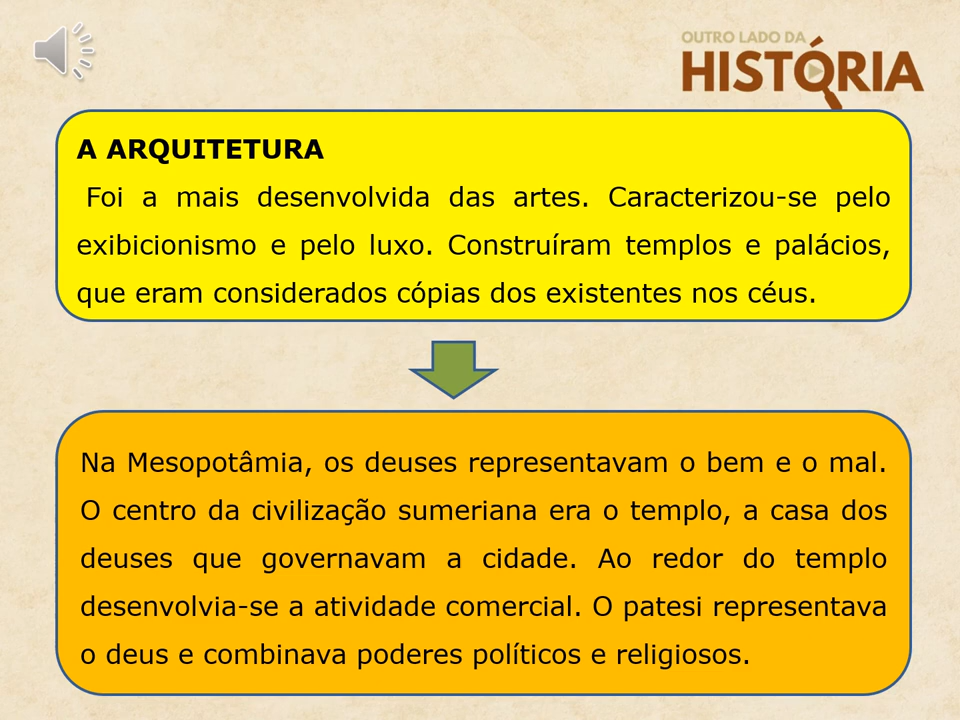 OUTRO LADO DA
HISTÓRIA
A ARQUITETURA
Foi a mais desenvolvida das artes. Caracterizou-se pelo
exibicionismo e pelo luxo. Construíram templos e palácios,
que eram considerados cópias dos existentes nos céus.
Na Mesopotâmia, os deuses representavam o bem e o mal.
O centro da civilização sumeriana era o templo, a casa dos
deuses que governavam a cidade. Ao redor do templo
desenvolvia-se a atividade comercial. O patesi representava
o deus e combinava poderes políticos e religiosos.